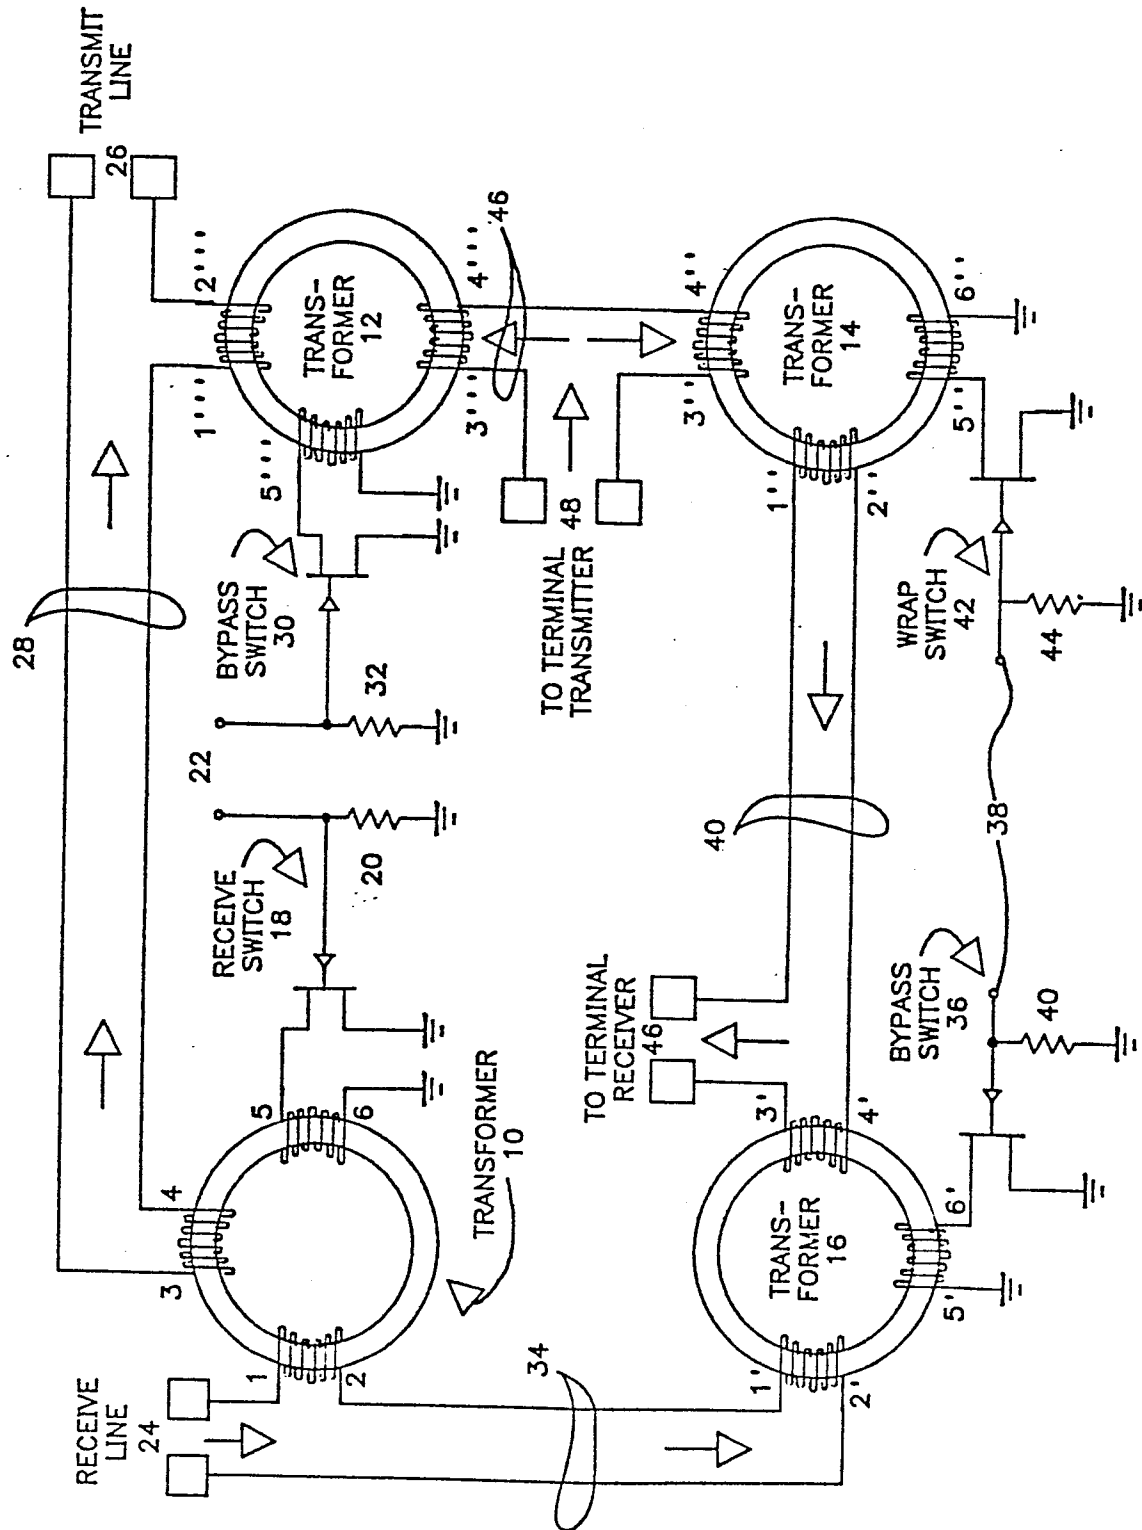 RECEIVE
LINE
24
1
2
3
4
5
6
TRANSFORMER
10
28
RECEIVE
SWITCH
18
20
22
32
BYPASS
SWITCH
30
TRANSMIT
LINE
26
1''''
2''''
5'''
TRANS-
FORMER
12
3'''
4''''
46
34
1'
2'
3'
4'
TRANS-
FORMER
16
5'
6'
TO TERMINAL
RECEIVER
46
40
TO TERMINAL
TRANSMITTER
48
3''
4''
1'''
2''
TRANS-
FORMER
14
5''
6''
BYPASS
SWITCH
36
40
38
WRAP
SWITCH
42
44